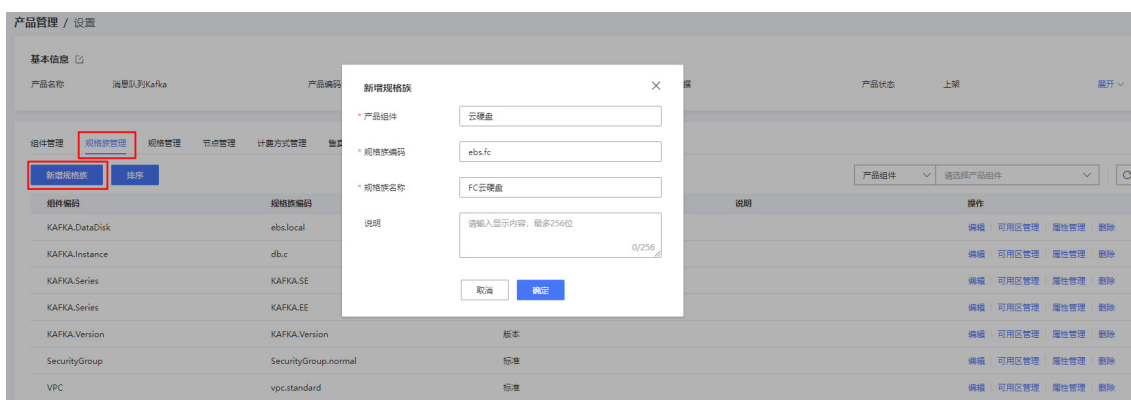 产品管理 / 设置
基本信息
产品名称 消息队列Kafka 产品编码 产品状态 上架 展开
新增规格族
* 产品组件 云硬盘
* 规格族编码 ebs.fc
* 规格族名称 FC云硬盘
说明 请输入显示内容，最多256位
0/256
取消 确定
组件管理 规格族管理 规格管理 节点管理 计费方式管理
新增规格族 排序 产品组件 请选择产品组件
组件编码 规格族编码 说明 操作
KAFKA.DataDisk ebs.local 编辑 可用区管理 属性管理 删除
KAFKA.Instance db.c 编辑 可用区管理 属性管理 删除
KAFKA.Series KAFKA.SE 编辑 可用区管理 属性管理 删除
KAFKA.Series KAFKA.EE 编辑 可用区管理 属性管理 删除
KAFKA.Version KAFKA.Version 版本 编辑 可用区管理 属性管理 删除
SecurityGroup SecurityGroup.normal 标准 编辑 可用区管理 属性管理 删除
VPC vpc.standard 标准 编辑 可用区管理 属性管理 删除